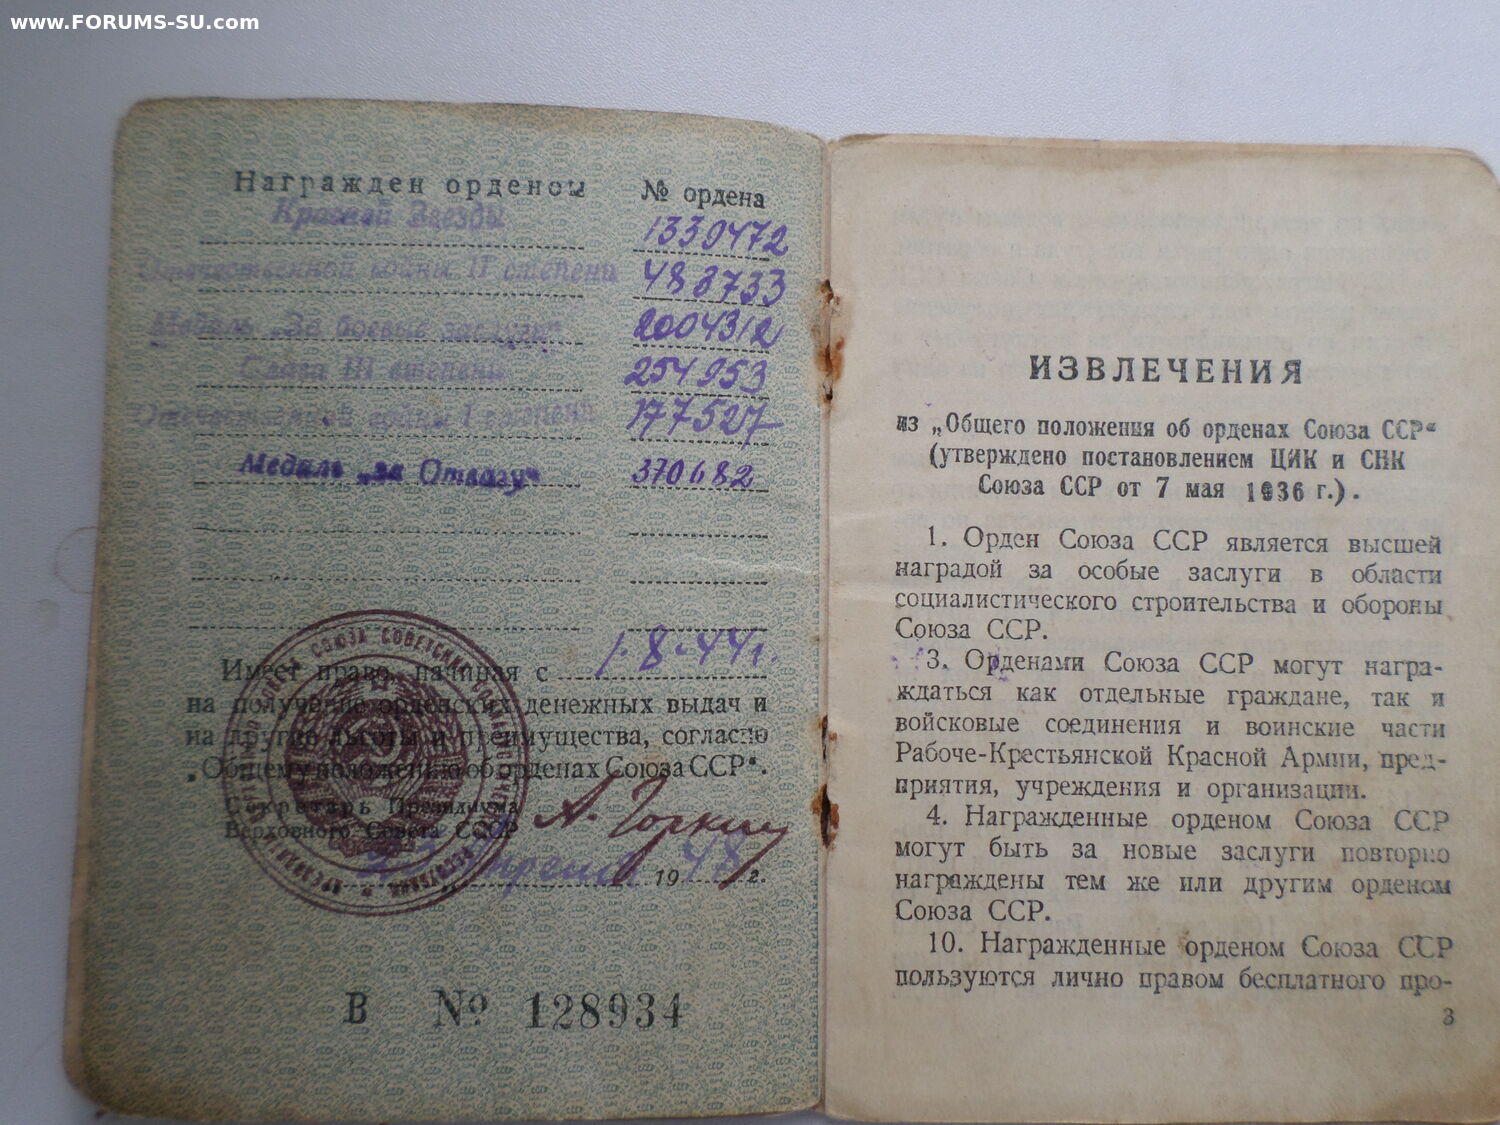 www.FORUMS-SU.com
Награжден орденом № ордена
Красной Звезды 1330472
Отечественной войны II степени 483733
Медаль „За боевые заслуги" 2004312
Слава III степени 254953
Отечественной войны I степени 177527
Медаль „за Отвагу" 370682
Имеет право, начиная с 1·8·44г.
на получение орденских денежных выдач и
на другие льготы и преимущества, согласно
„Общему положению об орденах Союза ССР".
Секретарь Президиума
Верховного Совета СССР А. Горкин
апреля 1948 г.
В № 128934
ИЗВЛЕЧЕНИЯ
из „Общего положения об орденах Союза ССР"
(утверждено постановлением ЦИК и СНК
Союза ССР от 7 мая 1936 г.).
1. Орден Союза ССР является высшей
наградой за особые заслуги в области
социалистического строительства и обороны
Союза ССР.
3. Орденами Союза ССР могут награ-
ждаться как отдельные граждане, так и
войсковые соединения и воинские части
Рабоче-Крестьянской Красной Армии, пред-
приятия, учреждения и организации.
4. Награжденные орденом Союза ССР
могут быть за новые заслуги повторно
награждены тем же или другим орденом
Союза ССР.
10. Награжденные орденом Союза ССР
пользуются лично правом бесплатного про-
3